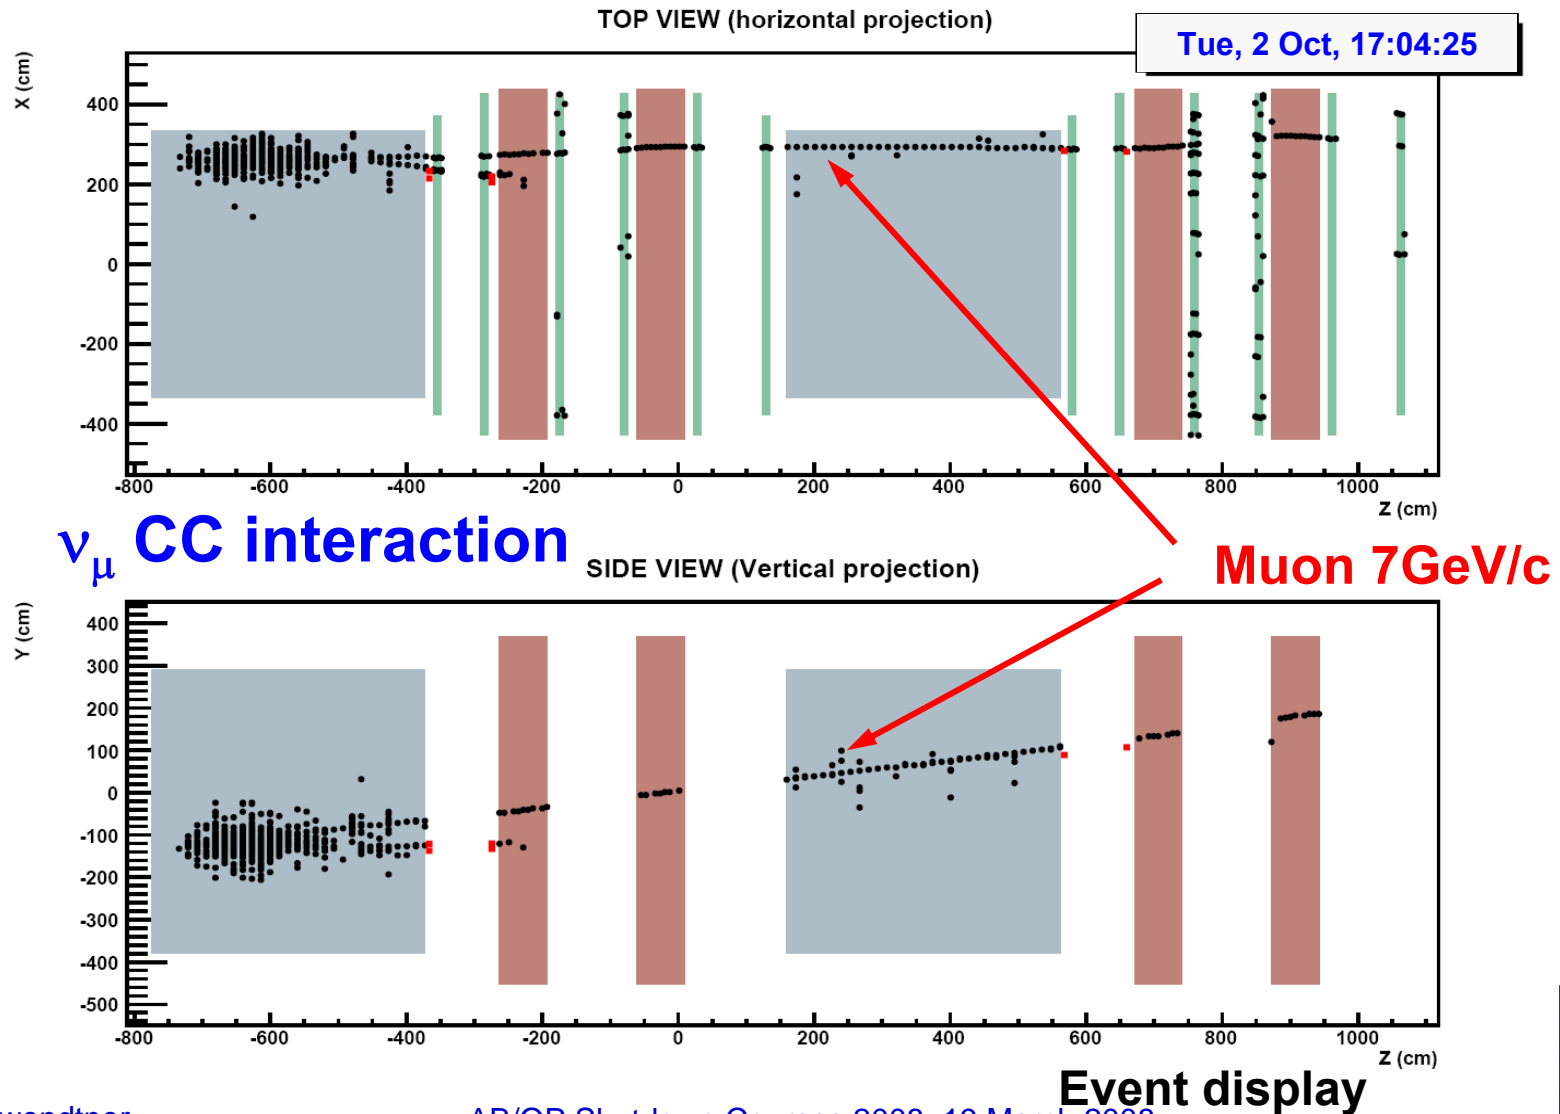 TOP VIEW (horizontal projection)
Tue, 2 Oct, 17:04:25
X (cm)
400
200
0
-200
-400
-800 -600 -400 -200 0 200 400 600 800 1000
Z (cm)
νμ CC interaction
SIDE VIEW (Vertical projection)
Muon 7GeV/c
Y (cm)
400
300
200
100
0
-100
-200
-300
-400
-500
-800 -600 -400 -200 0 200 400 600 800 1000
Z (cm)
Event display